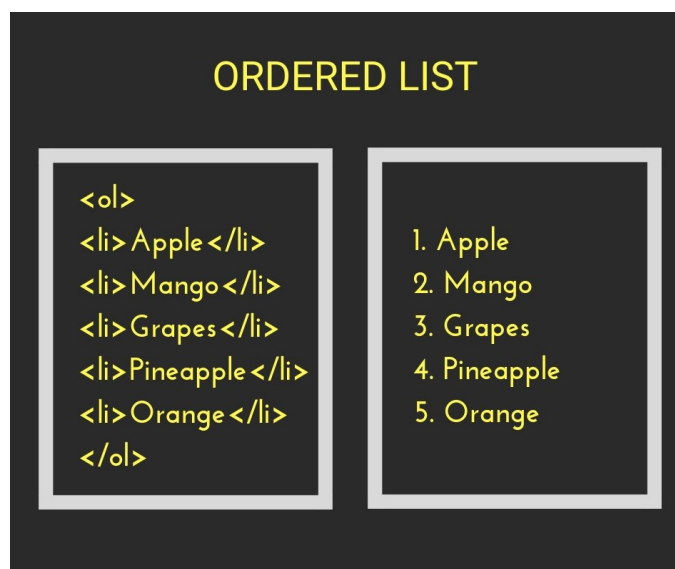 ORDERED LIST
<ol>
<li>Apple</li>
<li>Mango</li>
<li>Grapes</li>
<li>Pineapple</li>
<li>Orange</li>
</ol>
1. Apple
2. Mango
3. Grapes
4. Pineapple
5. Orange